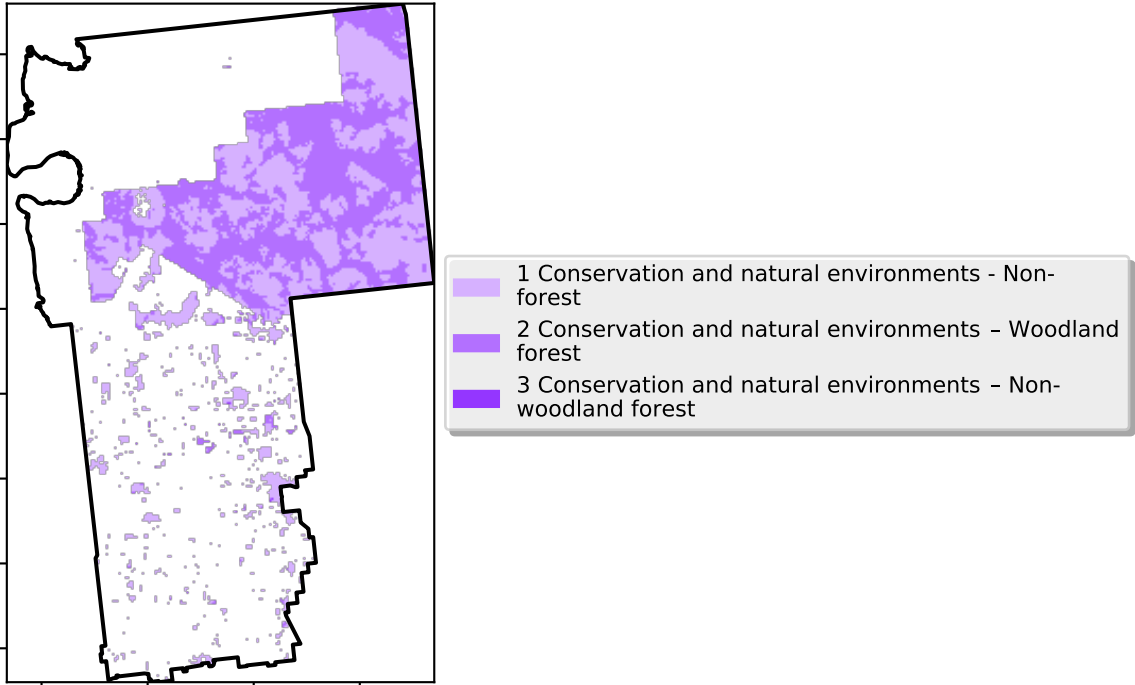 1 Conservation and natural environments - Non-
forest
2 Conservation and natural environments – Woodland
forest
3 Conservation and natural environments – Non-
woodland forest